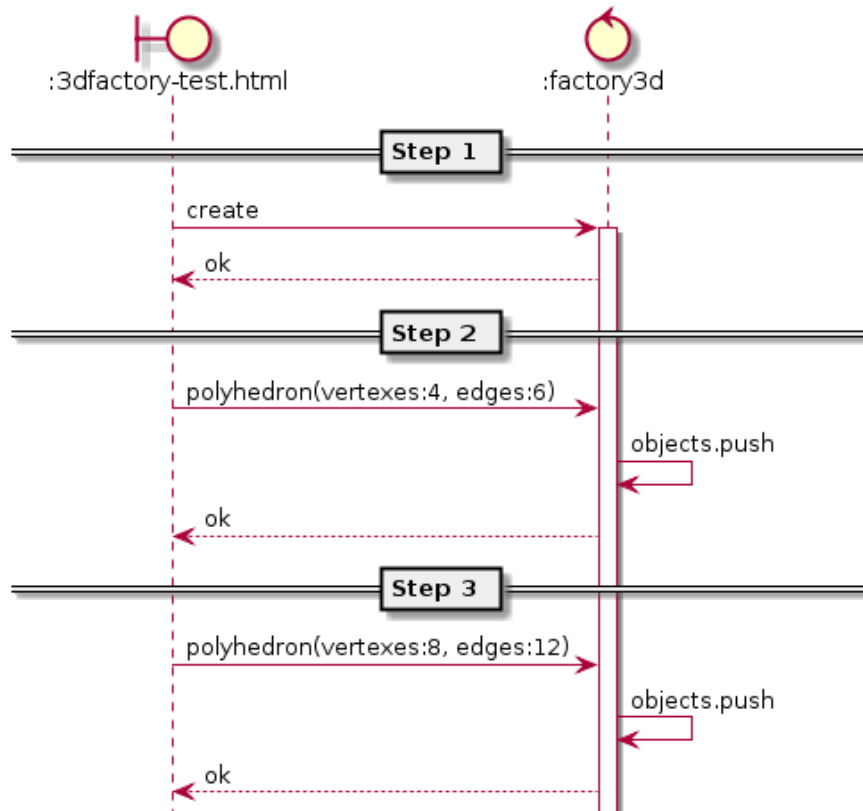 :3dfactory-test.html
:factory3d
Step 1
create
ok
Step 2
polyhedron(vertexes:4, edges:6)
objects.push
ok
Step 3
polyhedron(vertexes:8, edges:12)
objects.push
ok